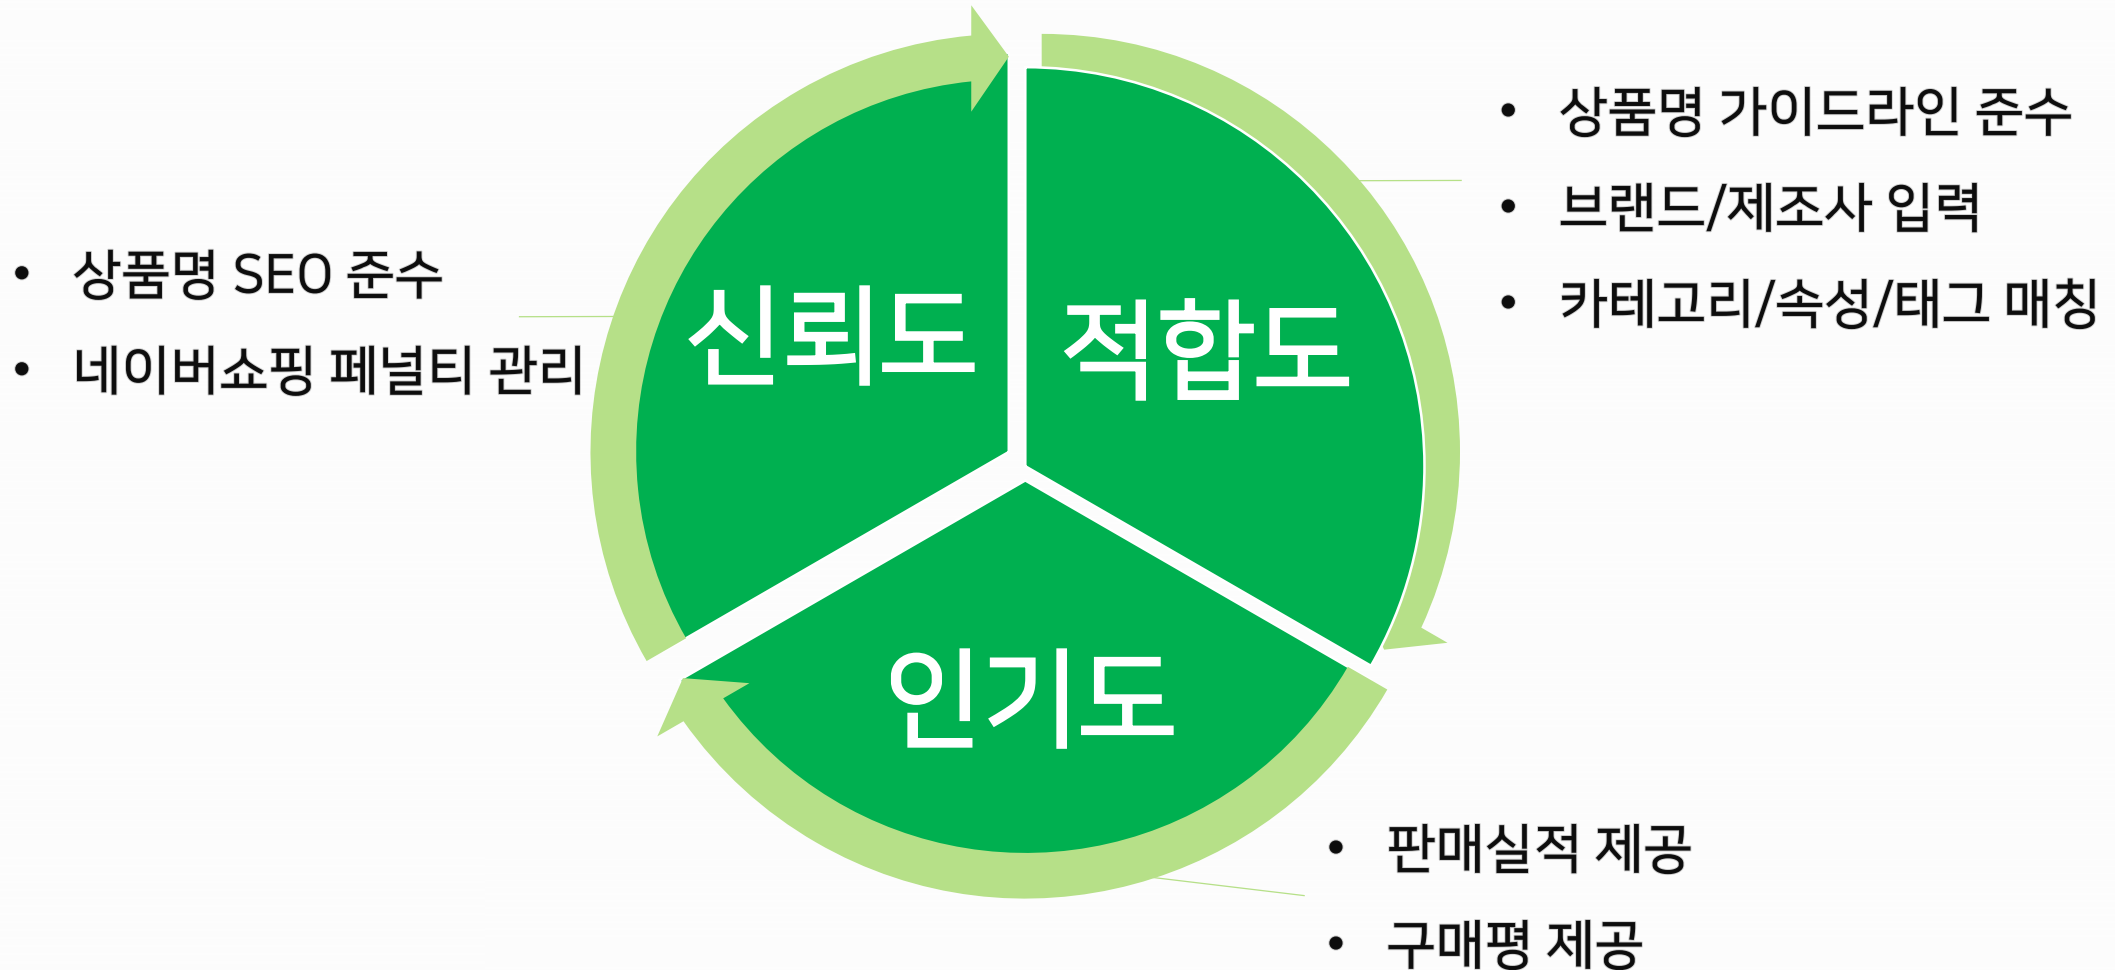 • 상품명 가이드라인 준수
• 브랜드/제조사 입력
• 카테고리/속성/태그 매칭
• 상품명 SEO 준수
• 네이버쇼핑 페널티 관리
신뢰도
적합도
인기도
• 판매실적 제공
• 구매평 제공